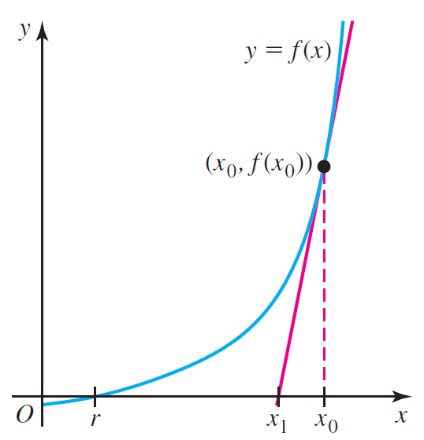 y
y = f(x)
(x₀, f(x₀))
O
r
x₁
x₀
x